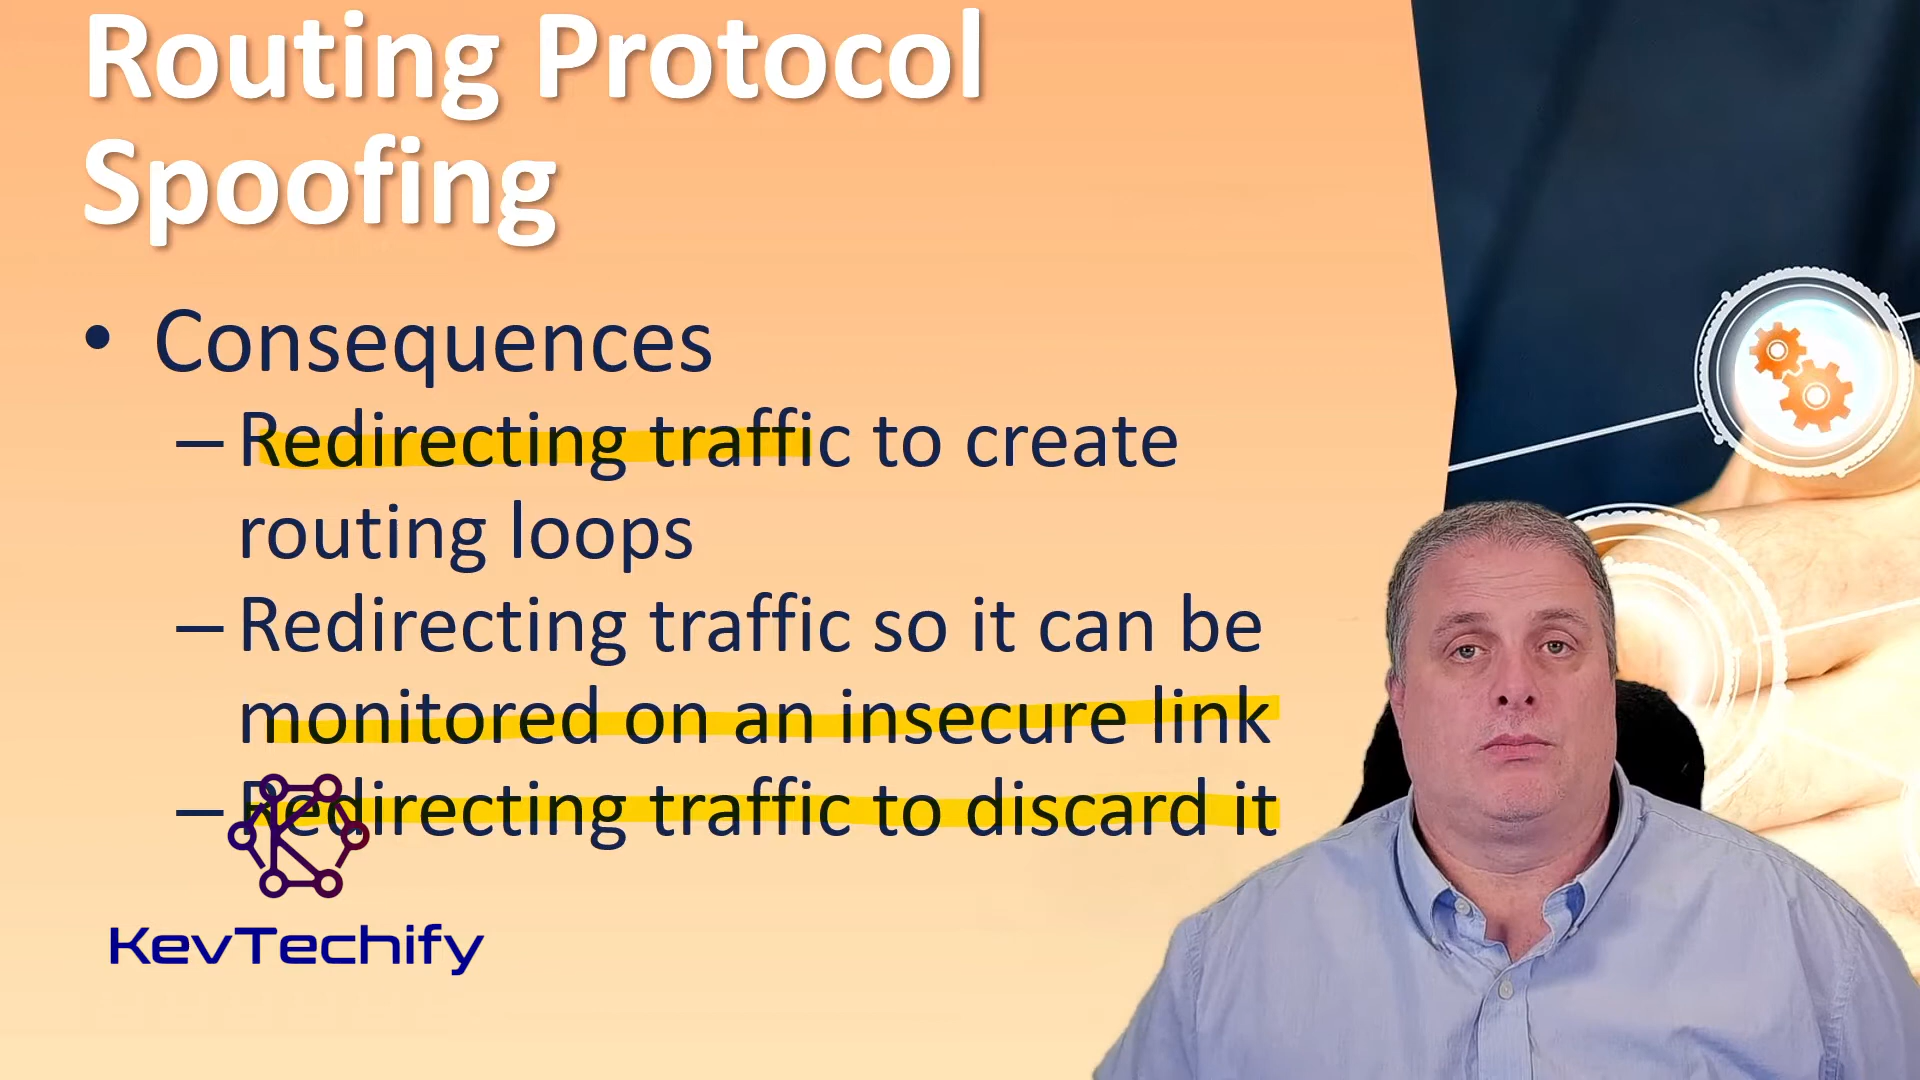 Routing Protocol
Spoofing
• Consequences
– Redirecting traffic to create
routing loops
– Redirecting traffic so it can be
monitored on an insecure link
– Redirecting traffic to discard it
KevTechify